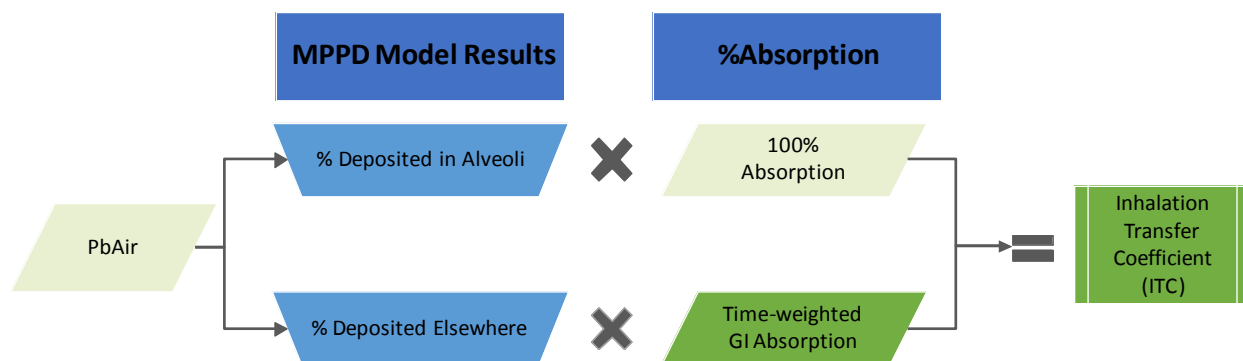 MPPD Model Results
%Absorption
% Deposited in Alveoli
100%
Absorption
PbAir
Inhalation
Transfer
Coefficient
(ITC)
% Deposited Elsewhere
Time-weighted
GI Absorption